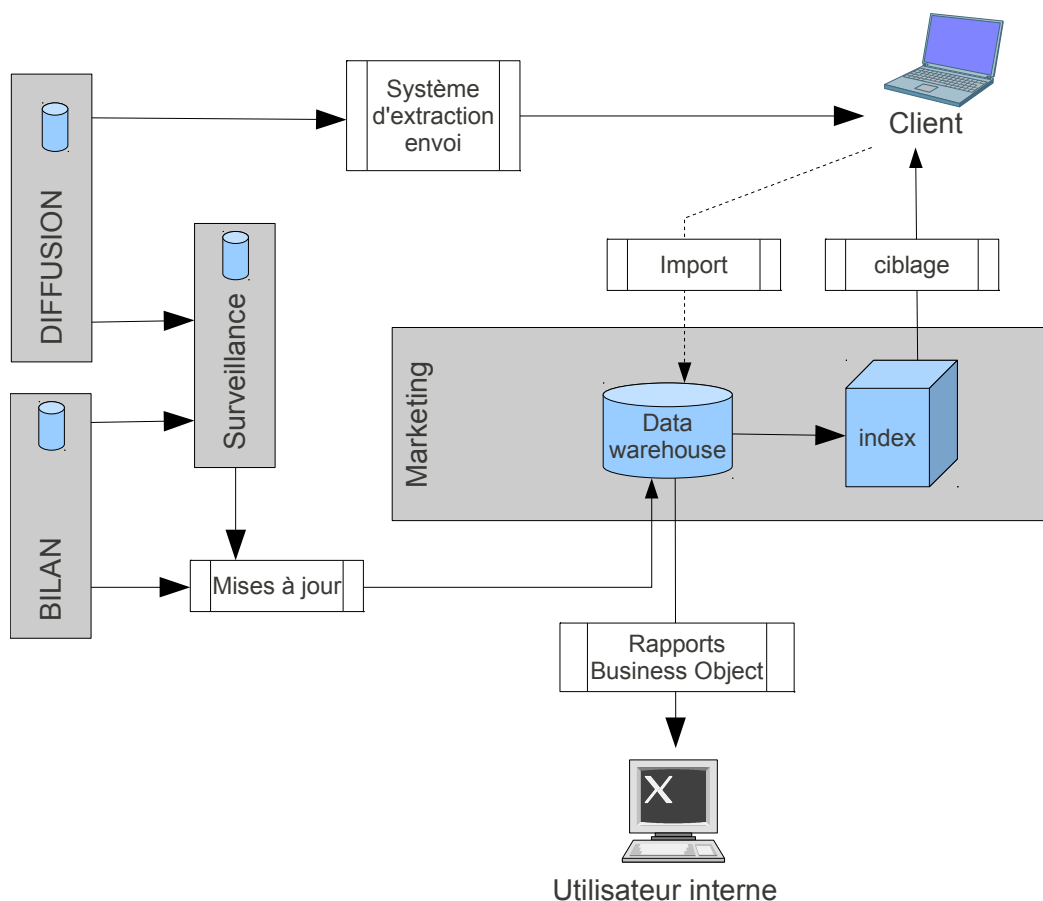 Système
d'extraction
envoi
Client
DIFFUSION
Surveillance
Import
ciblage
Marketing
Data
warehouse
index
BILAN
Mises à jour
Rapports
Business Object
X
Utilisateur interne